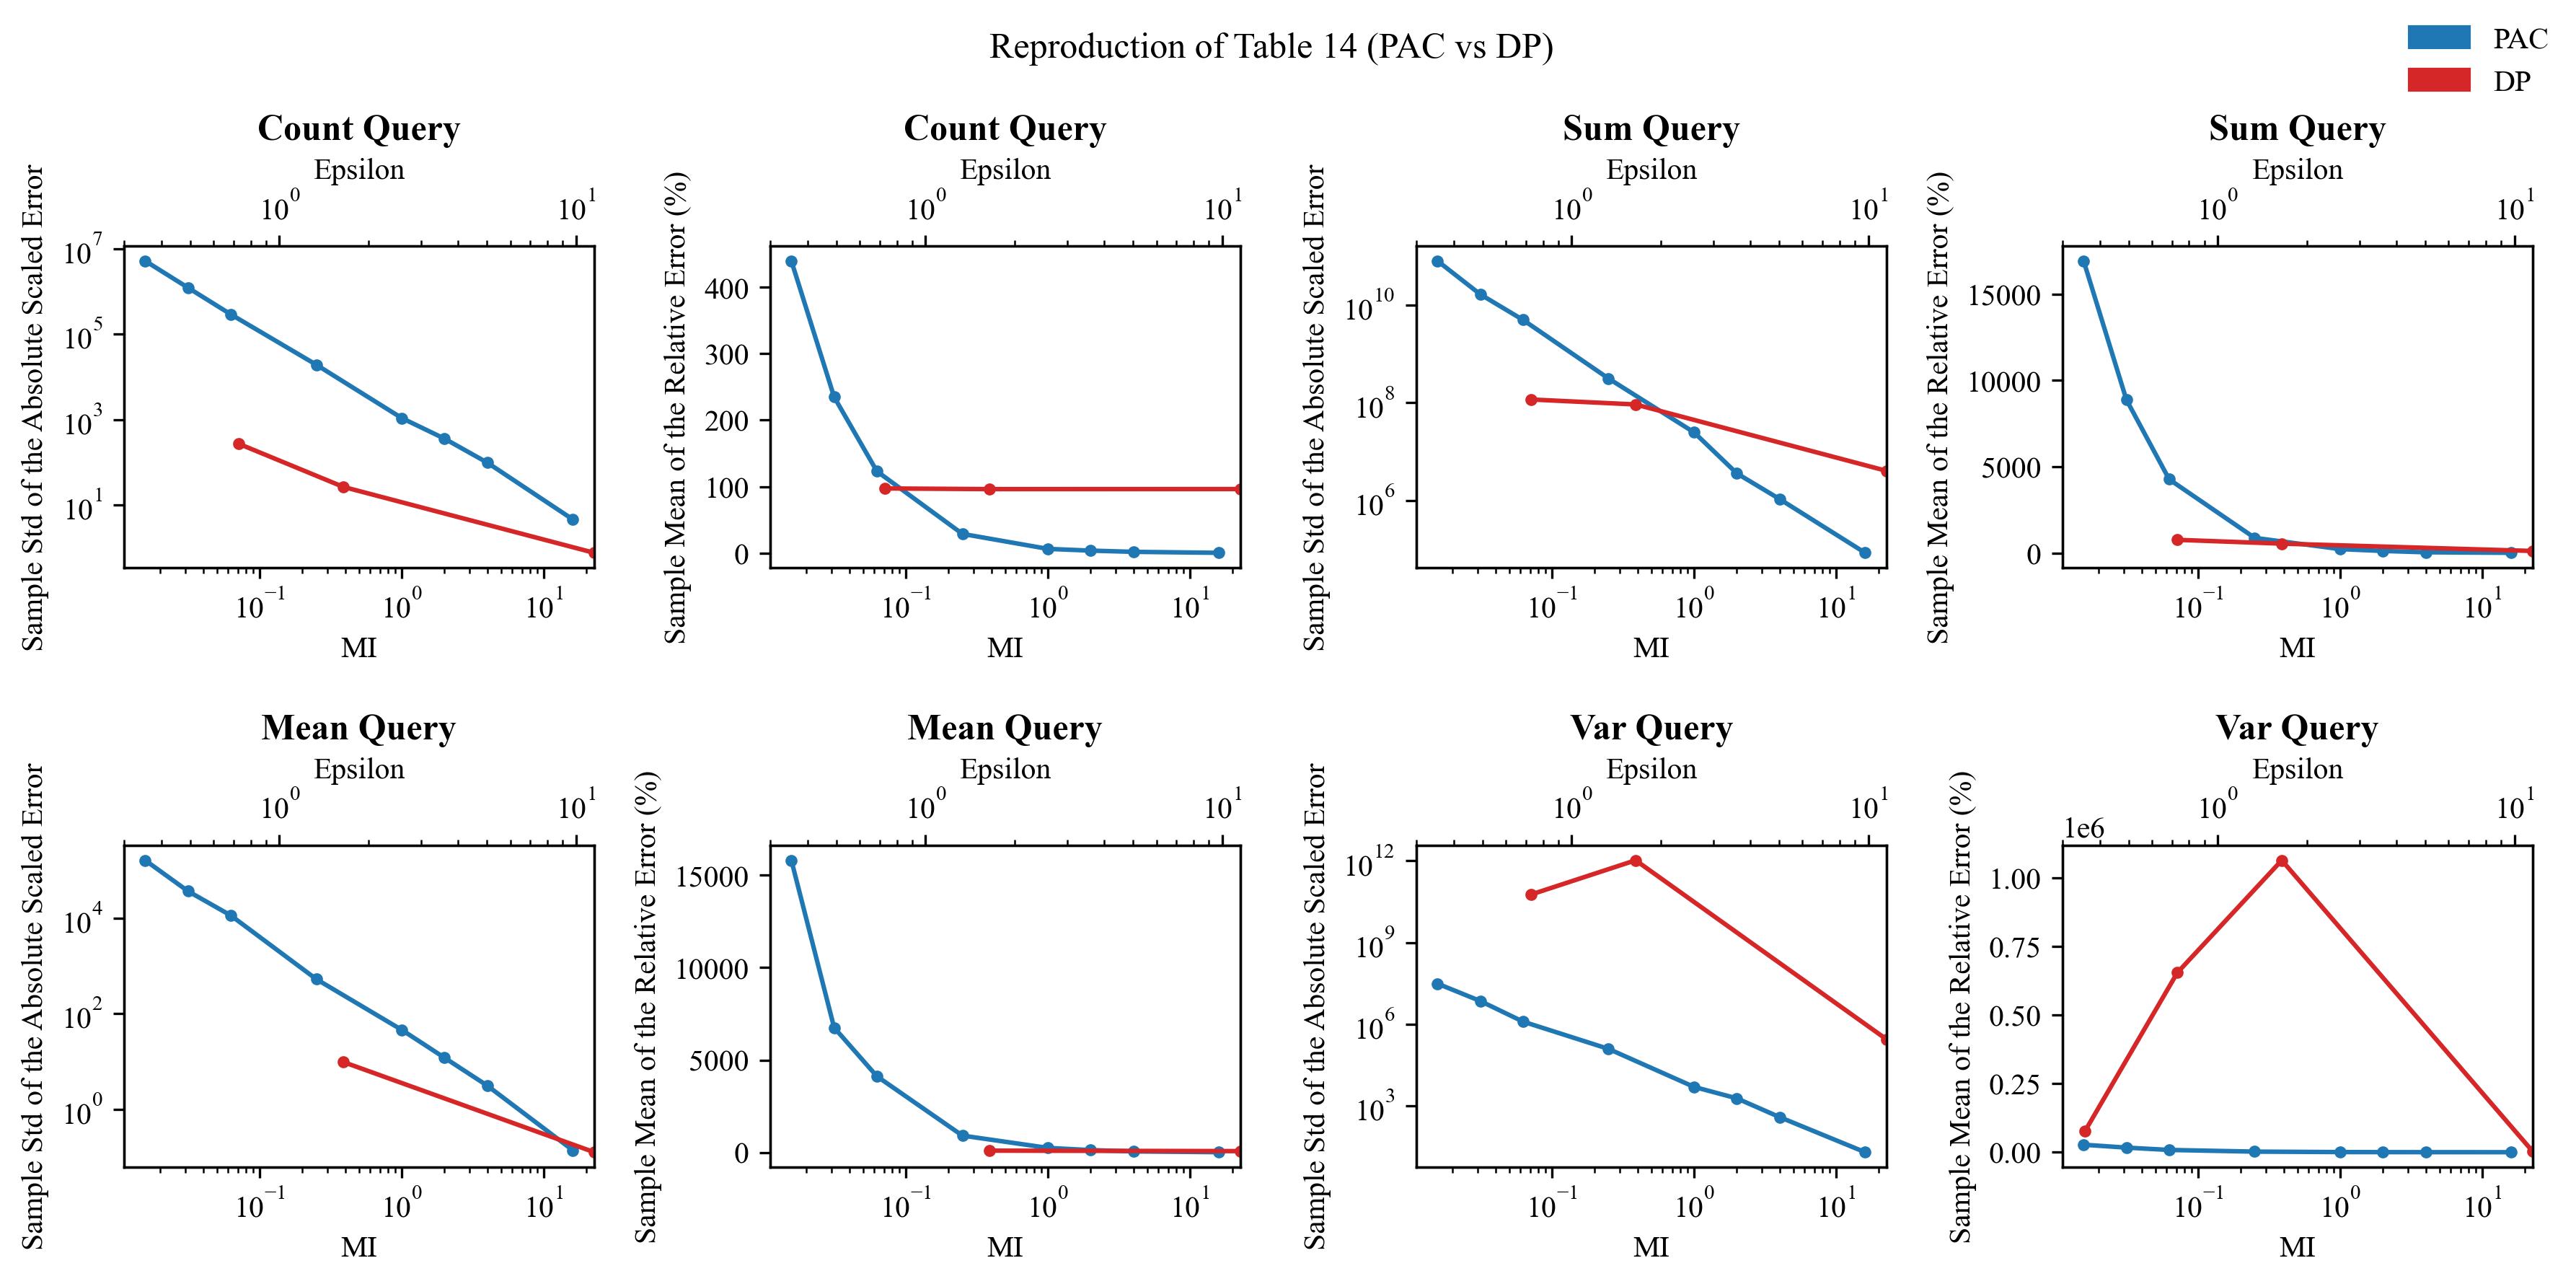 Reproduction of Table 14 (PAC vs DP)
PAC
DP
Count Query
Epsilon
10^0 10^1
Sample Std of the Absolute Scaled Error
10^7
10^5
10^3
10^1
10^−1 10^0 10^1
MI
Count Query
Epsilon
10^0 10^1
Sample Mean of the Relative Error (%)
400
300
200
100
0
10^−1 10^0 10^1
MI
Sum Query
Epsilon
10^0 10^1
Sample Std of the Absolute Scaled Error
10^10
10^8
10^6
10^−1 10^0 10^1
MI
Sum Query
Epsilon
10^0 10^1
Sample Mean of the Relative Error (%)
15000
10000
5000
0
10^−1 10^0 10^1
MI
Mean Query
Epsilon
10^0 10^1
Sample Std of the Absolute Scaled Error
10^4
10^2
10^0
10^−1 10^0 10^1
MI
Mean Query
Epsilon
10^0 10^1
Sample Mean of the Relative Error (%)
15000
10000
5000
0
10^−1 10^0 10^1
MI
Var Query
Epsilon
10^0 10^1
Sample Std of the Absolute Scaled Error
10^12
10^9
10^6
10^3
10^−1 10^0 10^1
MI
Var Query
Epsilon
10^0 10^1
1e6
Sample Mean of the Relative Error (%)
1.00
0.75
0.50
0.25
0.00
10^−1 10^0 10^1
MI